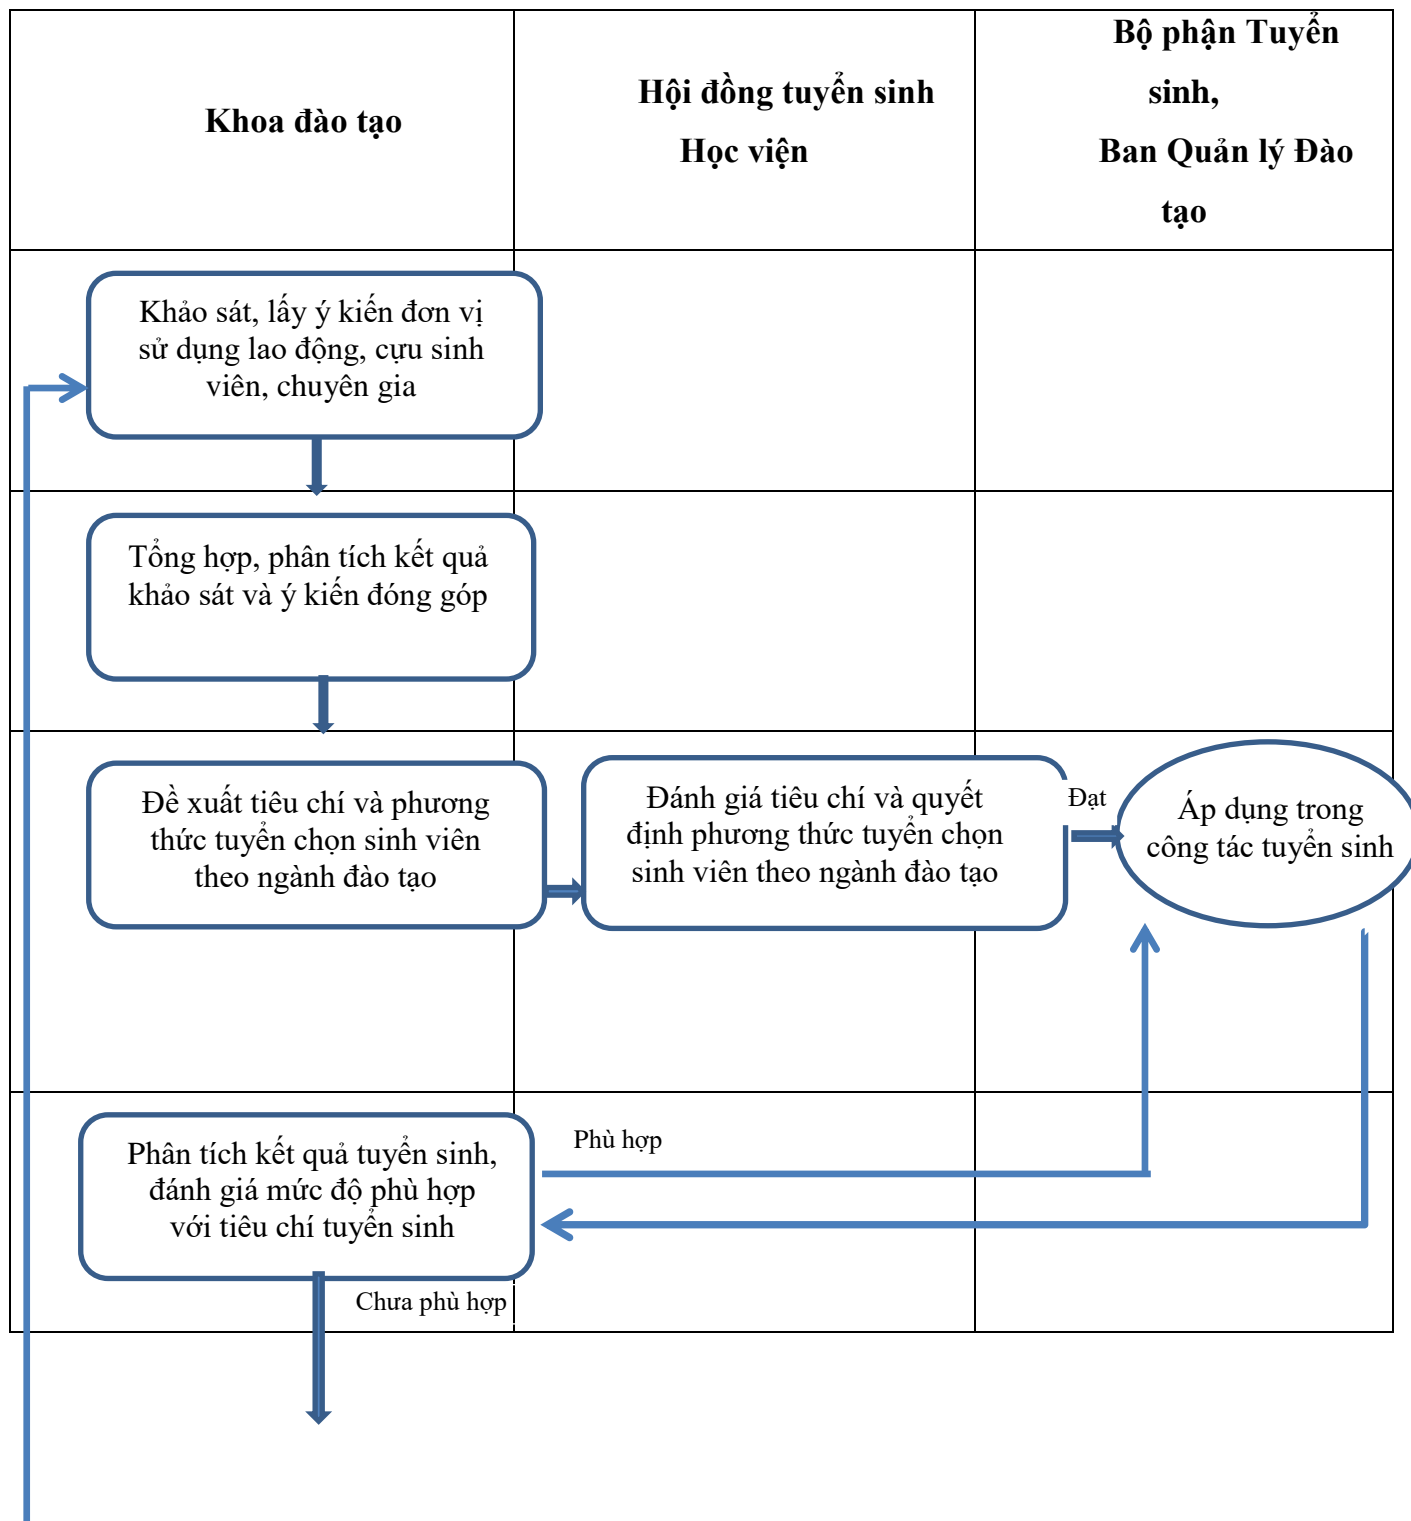 Khoa đào tạo
Hội đồng tuyển sinh
Học viện
Bộ phận Tuyển
sinh,
Ban Quản lý Đào
tạo
Khảo sát, lấy ý kiến đơn vị
sử dụng lao động, cựu sinh
viên, chuyên gia
Tổng hợp, phân tích kết quả
khảo sát và ý kiến đóng góp
Đề xuất tiêu chí và phương
thức tuyển chọn sinh viên
theo ngành đào tạo
Đánh giá tiêu chí và quyết
định phương thức tuyển chọn
sinh viên theo ngành đào tạo
Đạt
Áp dụng trong
công tác tuyển sinh
Phân tích kết quả tuyển sinh,
đánh giá mức độ phù hợp
với tiêu chí tuyển sinh
Phù hợp
Chưa phù hợp